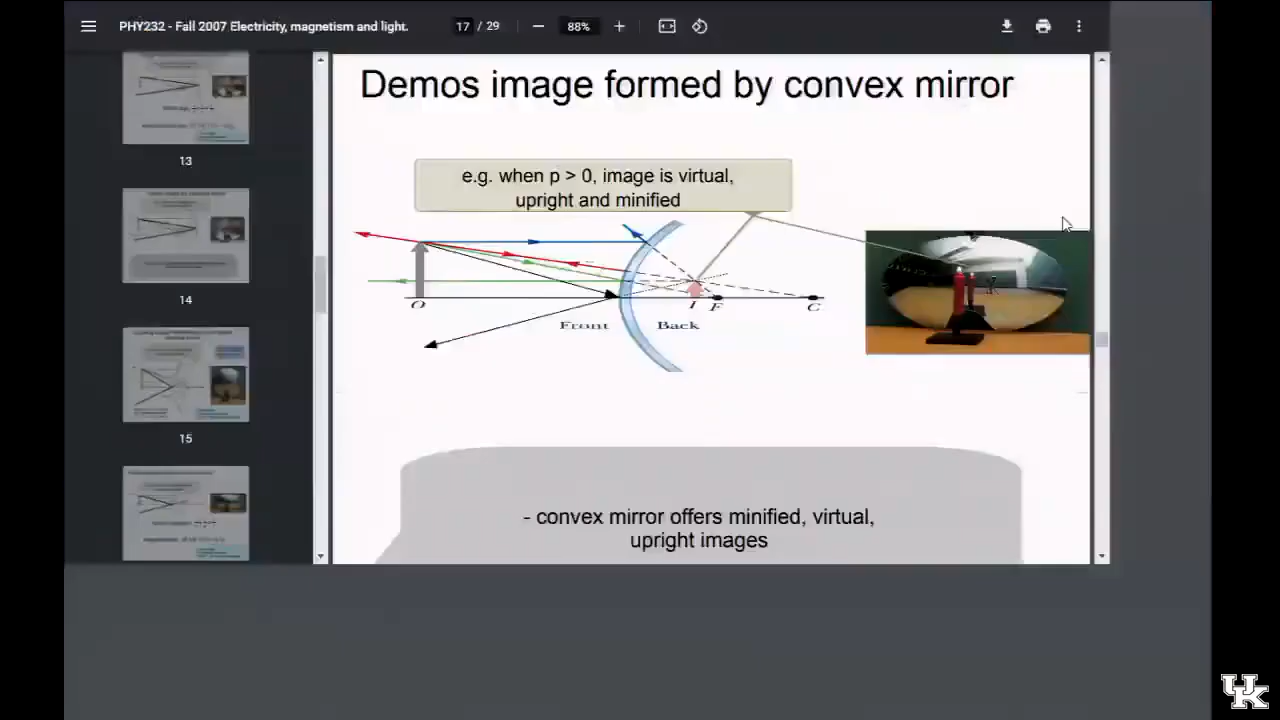 PHY232 - Fall 2007 Electricity, magnetism and light. 17 / 29 88%
13
14
15
Demos image formed by convex mirror
e.g. when p > 0, image is virtual,
upright and minified
O I F C
Front Back
- convex mirror offers minified, virtual,
upright images
UK